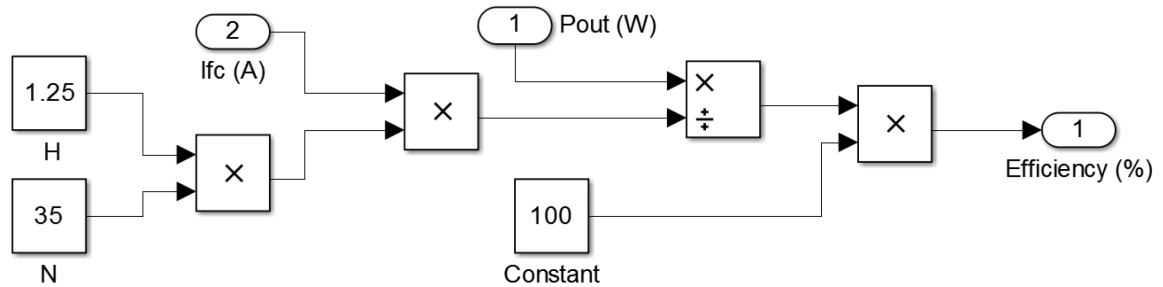 2
Ifc (A)
1
Pout (W)
1.25
H
×
×
×
÷
×
1
Efficiency (%)
35
N
×
100
Constant